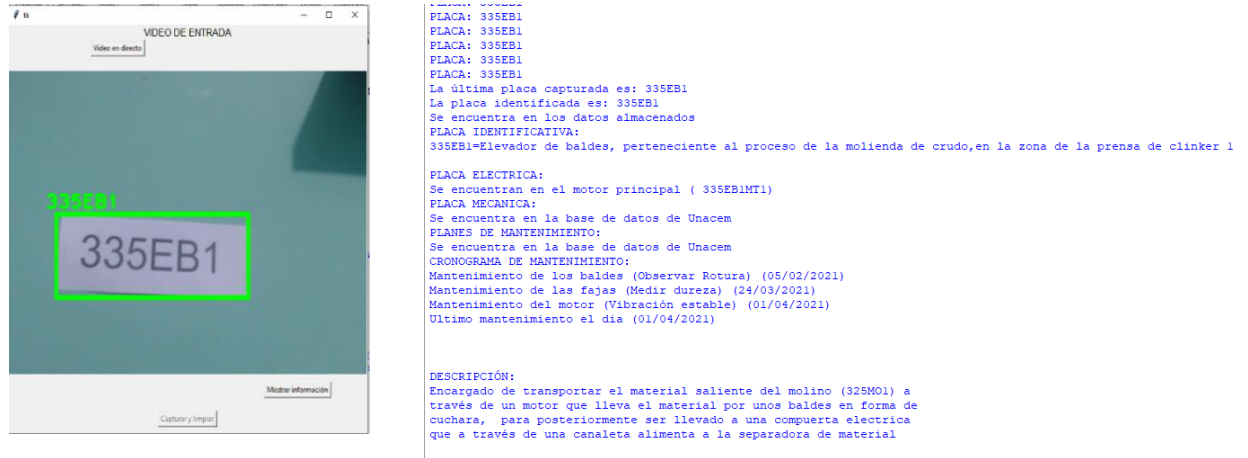 tk
VIDEO DE ENTRADA
Video en directo
335EB1
335EB1
Mostrar información
Capturar y limpiar
PLACA: 335EB1
PLACA: 335EB1
PLACA: 335EB1
PLACA: 335EB1
PLACA: 335EB1
La última placa capturada es: 335EB1
La placa identificada es: 335EB1
Se encuentra en los datos almacenados
PLACA IDENTIFICATIVA:
335EB1=Elevador de baldes, perteneciente al proceso de la molienda de crudo,en la zona de la prensa de clinker 1
PLACA ELECTRICA:
Se encuentran en el motor principal ( 335EB1MT1)
PLACA MECANICA:
Se encuentra en la base de datos de Unacem
PLANES DE MANTENIMIENTO:
Se encuentra en la base de datos de Unacem
CRONOGRAMA DE MANTENIMIENTO:
Mantenimiento de los baldes (Observar Rotura) (05/02/2021)
Mantenimiento de las fajas (Medir dureza) (24/03/2021)
Mantenimiento del motor (Vibración estable) (01/04/2021)
Ultimo mantenimiento el dia (01/04/2021)
DESCRIPCIÓN:
Encargado de transportar el material saliente del molino (325MO1) a
través de un motor que lleva el material por unos baldes en forma de
cuchara,  para posteriormente ser llevado a una compuerta electrica
que a través de una canaleta alimenta a la separadora de material